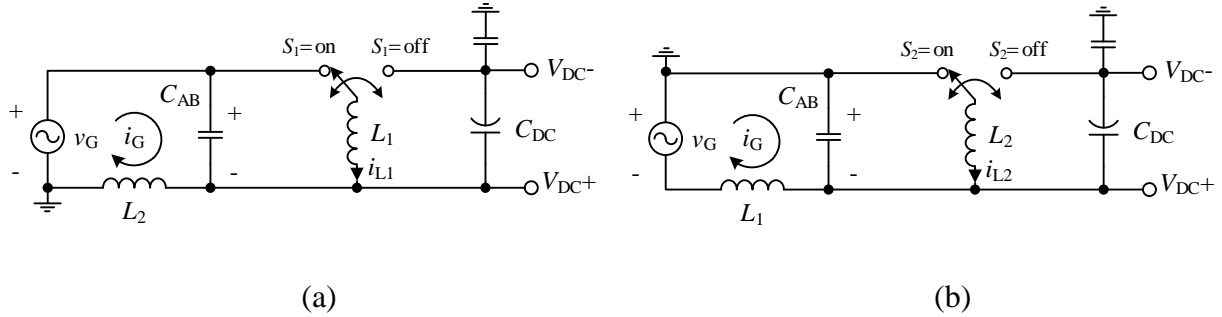 S1=on S1=off
VDC-
CAB
+ +
vG iG L1 CDC
iL1
- -
VDC+
L2
(a)
S2=on S2=off
VDC-
CAB
+ +
vG iG L2 CDC
iL2
- -
VDC+
L1
(b)